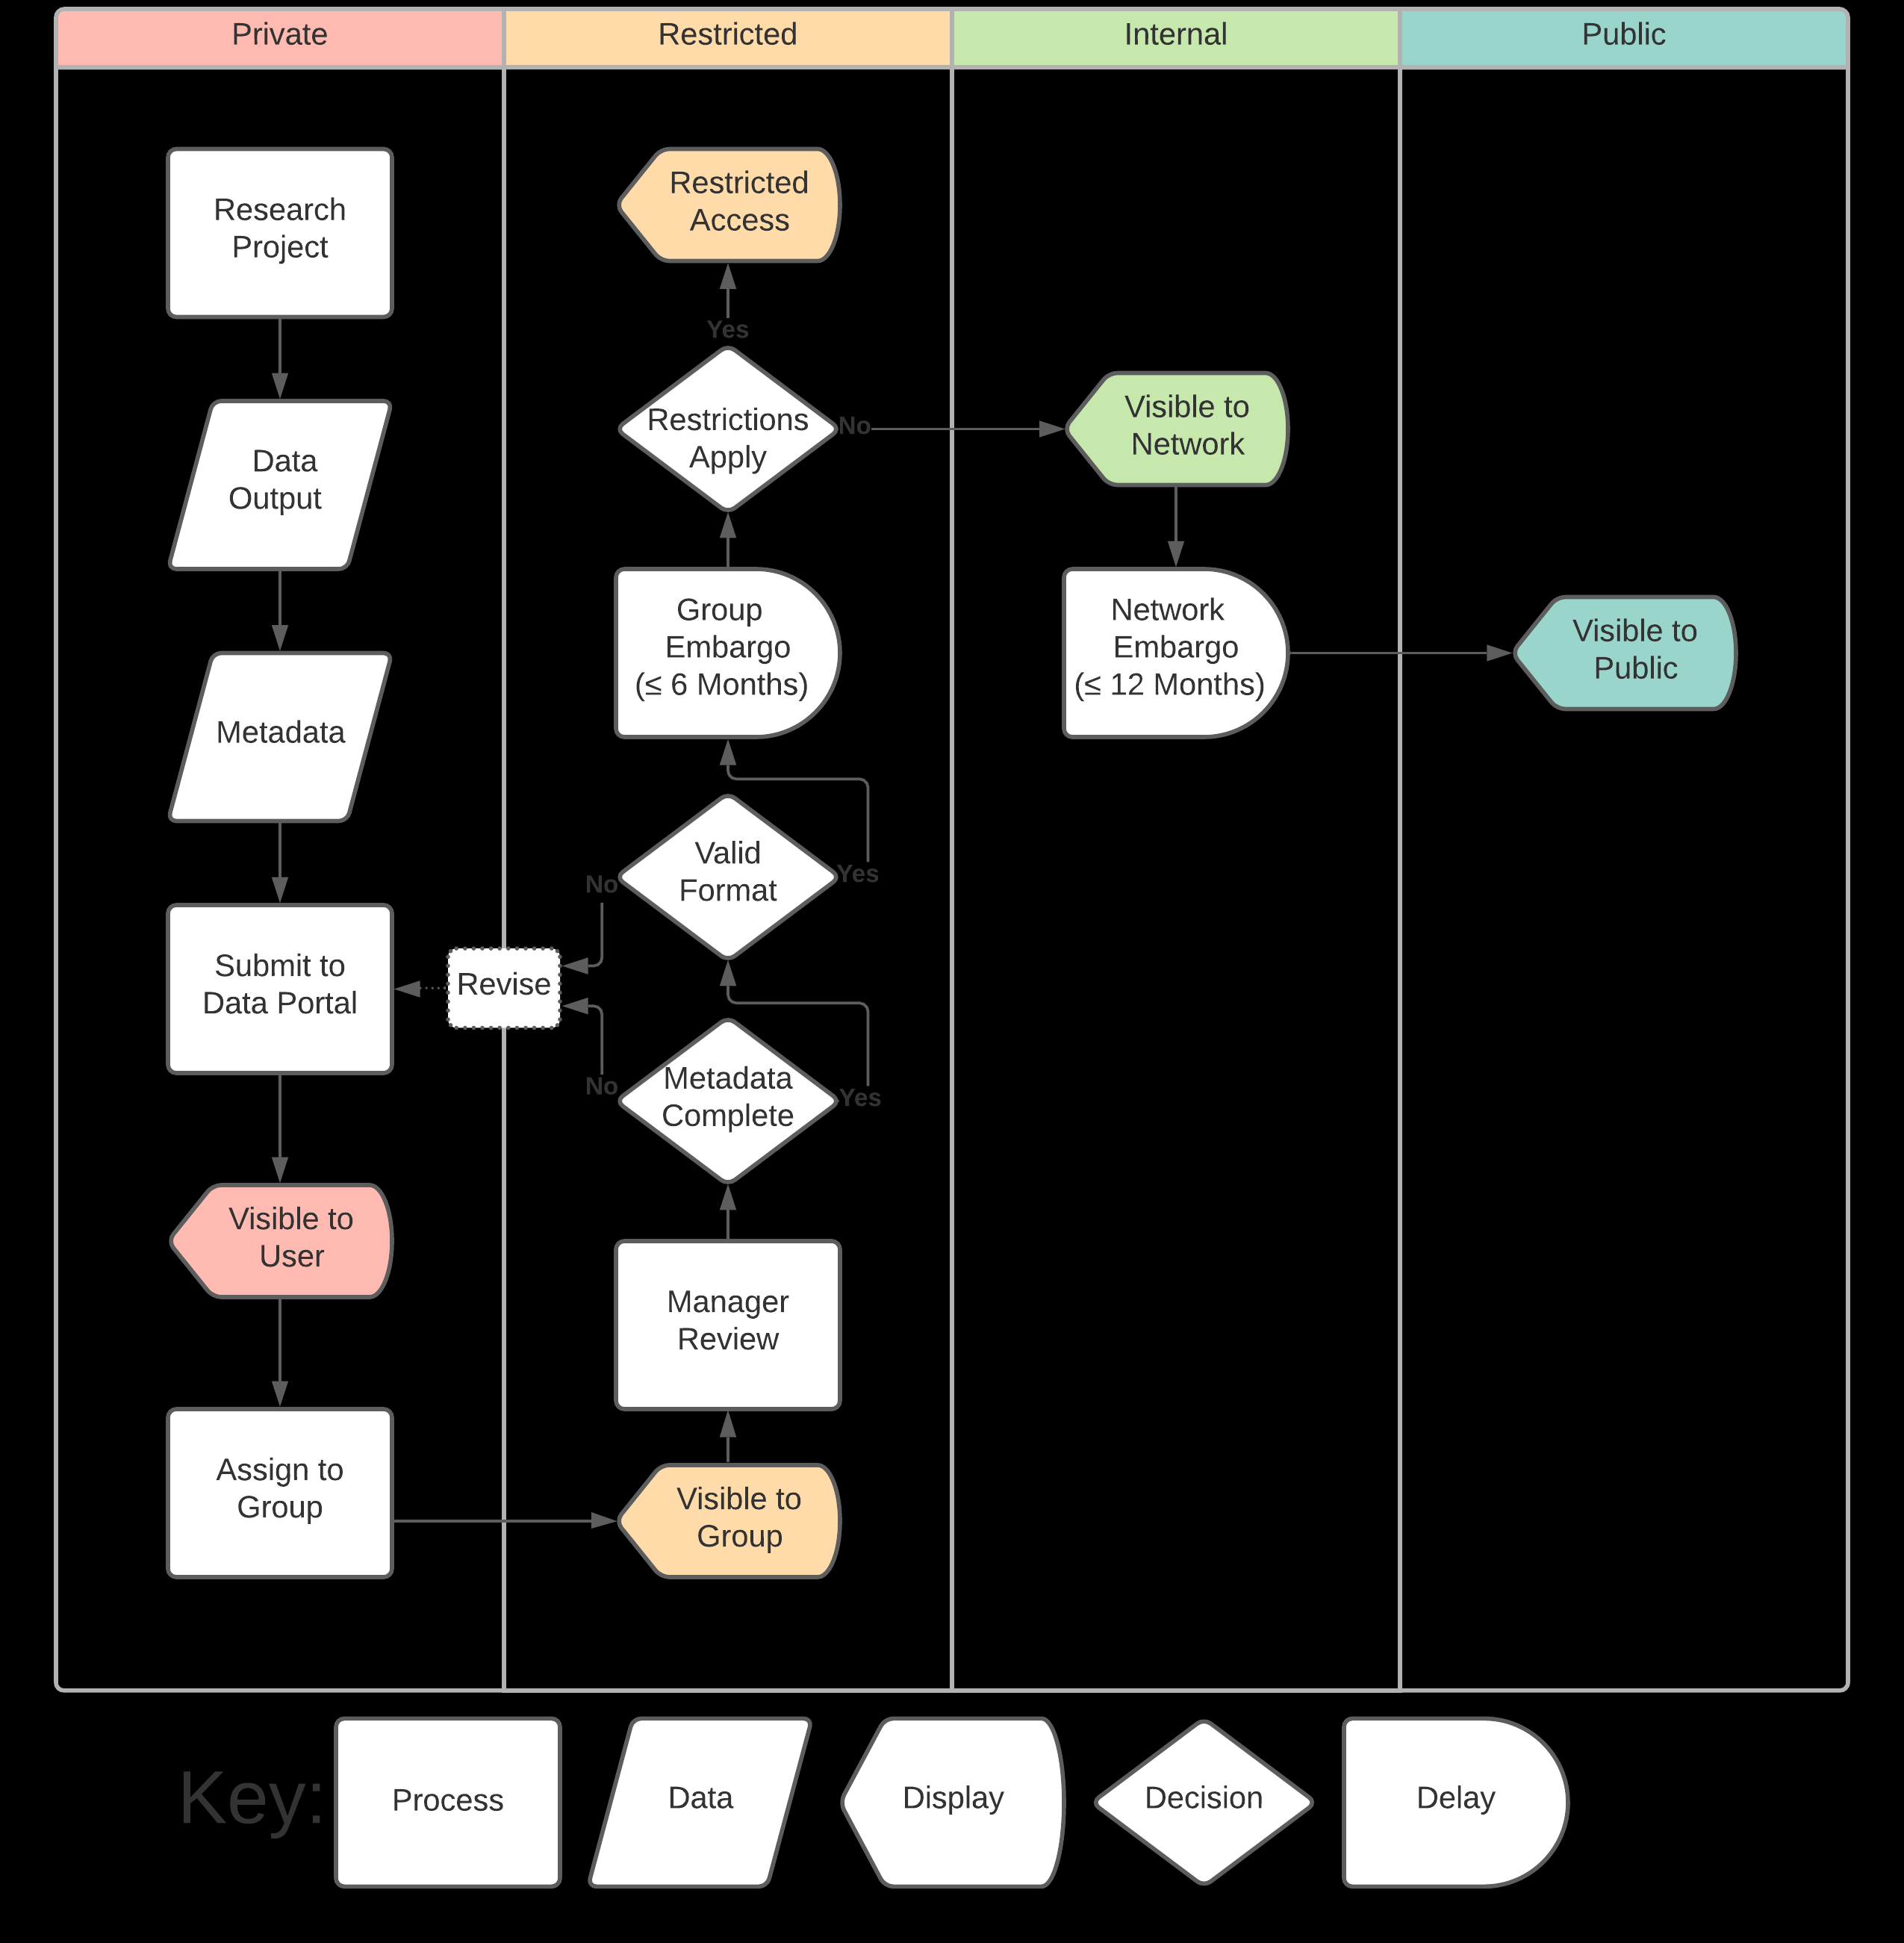 Private
Restricted
Internal
Public
Research
Project
Data
Output
Metadata
Submit to
Data Portal
Visible to
User
Assign to
Group
Revise
Restricted
Access
Yes
Restrictions
Apply
No
Group
Embargo
(≤ 6 Months)
Valid
Format
No
Yes
Metadata
Complete
No
Yes
Manager
Review
Visible to
Group
Visible to
Network
Network
Embargo
(≤ 12 Months)
Visible to
Public
Key:
Process
Data
Display
Decision
Delay